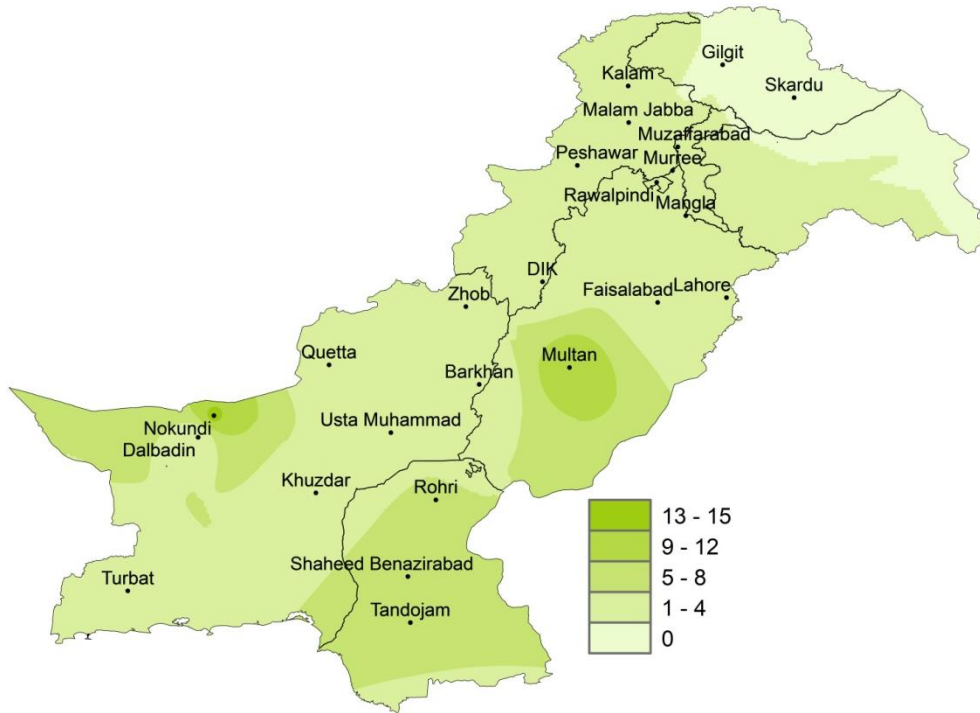 Gilgit
Kalam
Skardu
Malam Jabba
Muzaffarabad
Peshawar
Murree
Rawalpindi
Mangla
DIK
Zhob
Faisalabad
Lahore
Quetta
Multan
Barkhan
Nokundi
Usta Muhammad
Dalbadin
Khuzdar
Rohri
13 - 15
9 - 12
Shaheed Benazirabad
5 - 8
Turbat
Tandojam
1 - 4
0